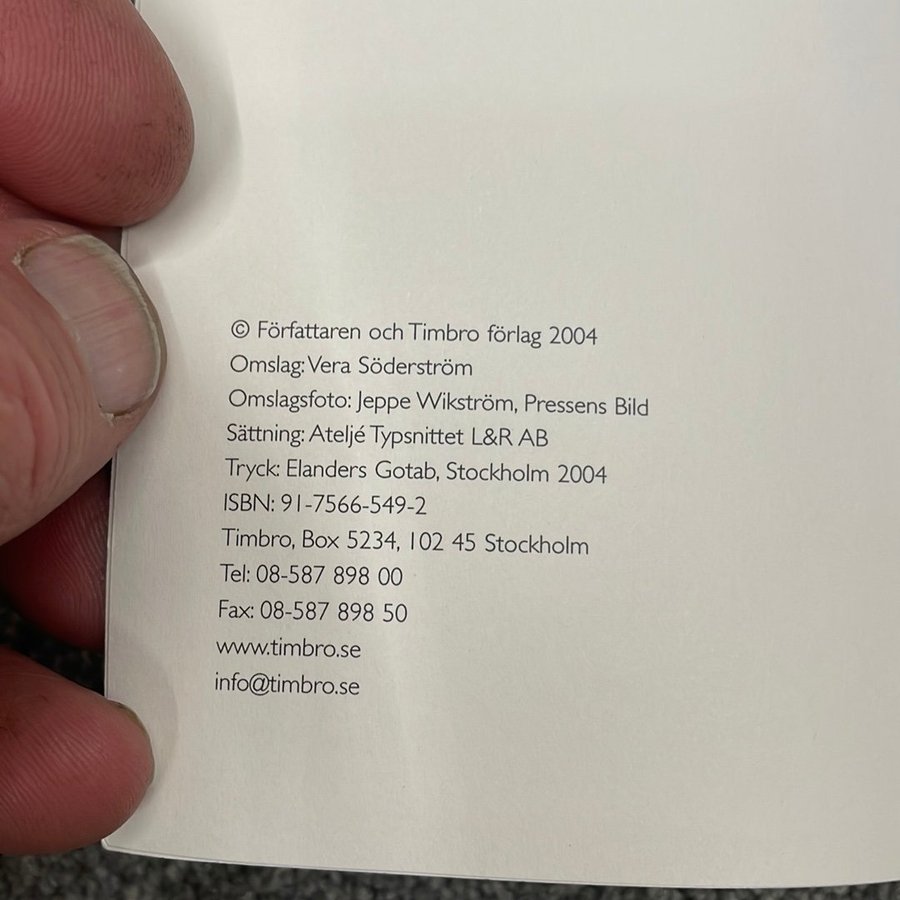 © Författaren och Timbro förlag 2004
Omslag: Vera Söderström
Omslagsfoto: Jeppe Wikström, Pressens Bild
Sättning: Ateljé Typsnittet L&R AB
Tryck: Elanders Gotab, Stockholm 2004
ISBN: 91-7566-549-2
Timbro, Box 5234, 102 45 Stockholm
Tel: 08-587 898 00
Fax: 08-587 898 50
www.timbro.se
info@timbro.se